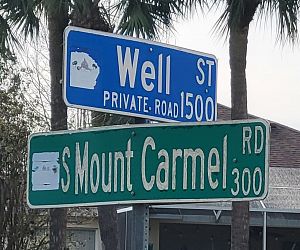 Well ST
PRIVATE ROAD 1500
S Mount Carmel RD
300